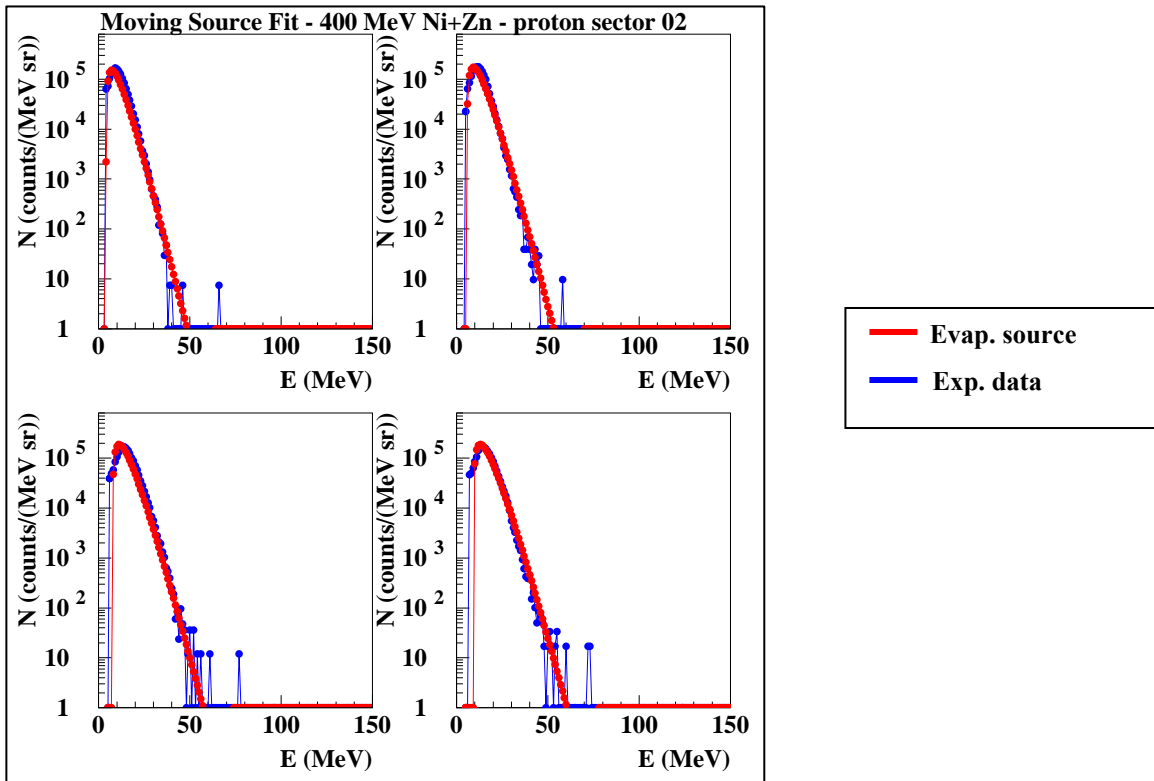 Moving Source Fit - 400 MeV Ni+Zn - proton sector 02
N (counts/(MeV sr))
10^5
10^4
10^3
10^2
10
1
0 50 100 150
E (MeV)
N (counts/(MeV sr))
10^5
10^4
10^3
10^2
10
1
0 50 100 150
E (MeV)
Evap. source
Exp. data
N (counts/(MeV sr))
10^5
10^4
10^3
10^2
10
1
0 50 100 150
E (MeV)
N (counts/(MeV sr))
10^5
10^4
10^3
10^2
10
1
0 50 100 150
E (MeV)